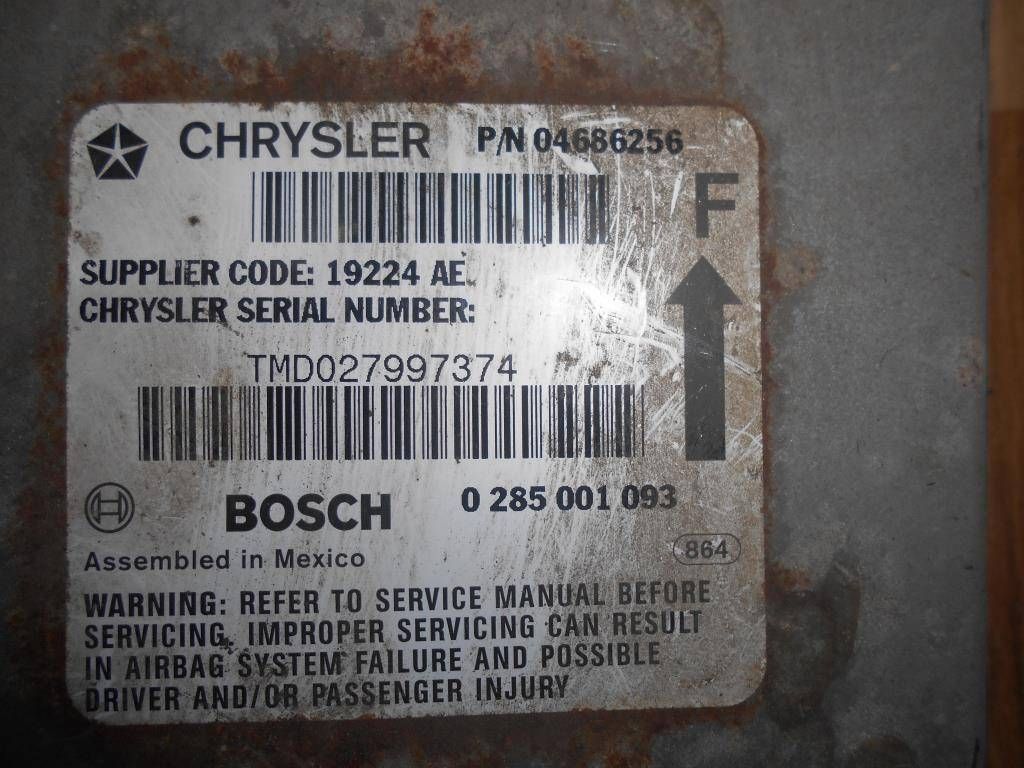 CHRYSLER P/N 04686256
F
SUPPLIER CODE: 19224 AE
CHRYSLER SERIAL NUMBER:
TMD027997374
BOSCH 0 285 001 093
Assembled in Mexico 864
WARNING: REFER TO SERVICE MANUAL BEFORE
SERVICING. IMPROPER SERVICING CAN RESULT
IN AIRBAG SYSTEM FAILURE AND POSSIBLE
DRIVER AND/OR PASSENGER INJURY